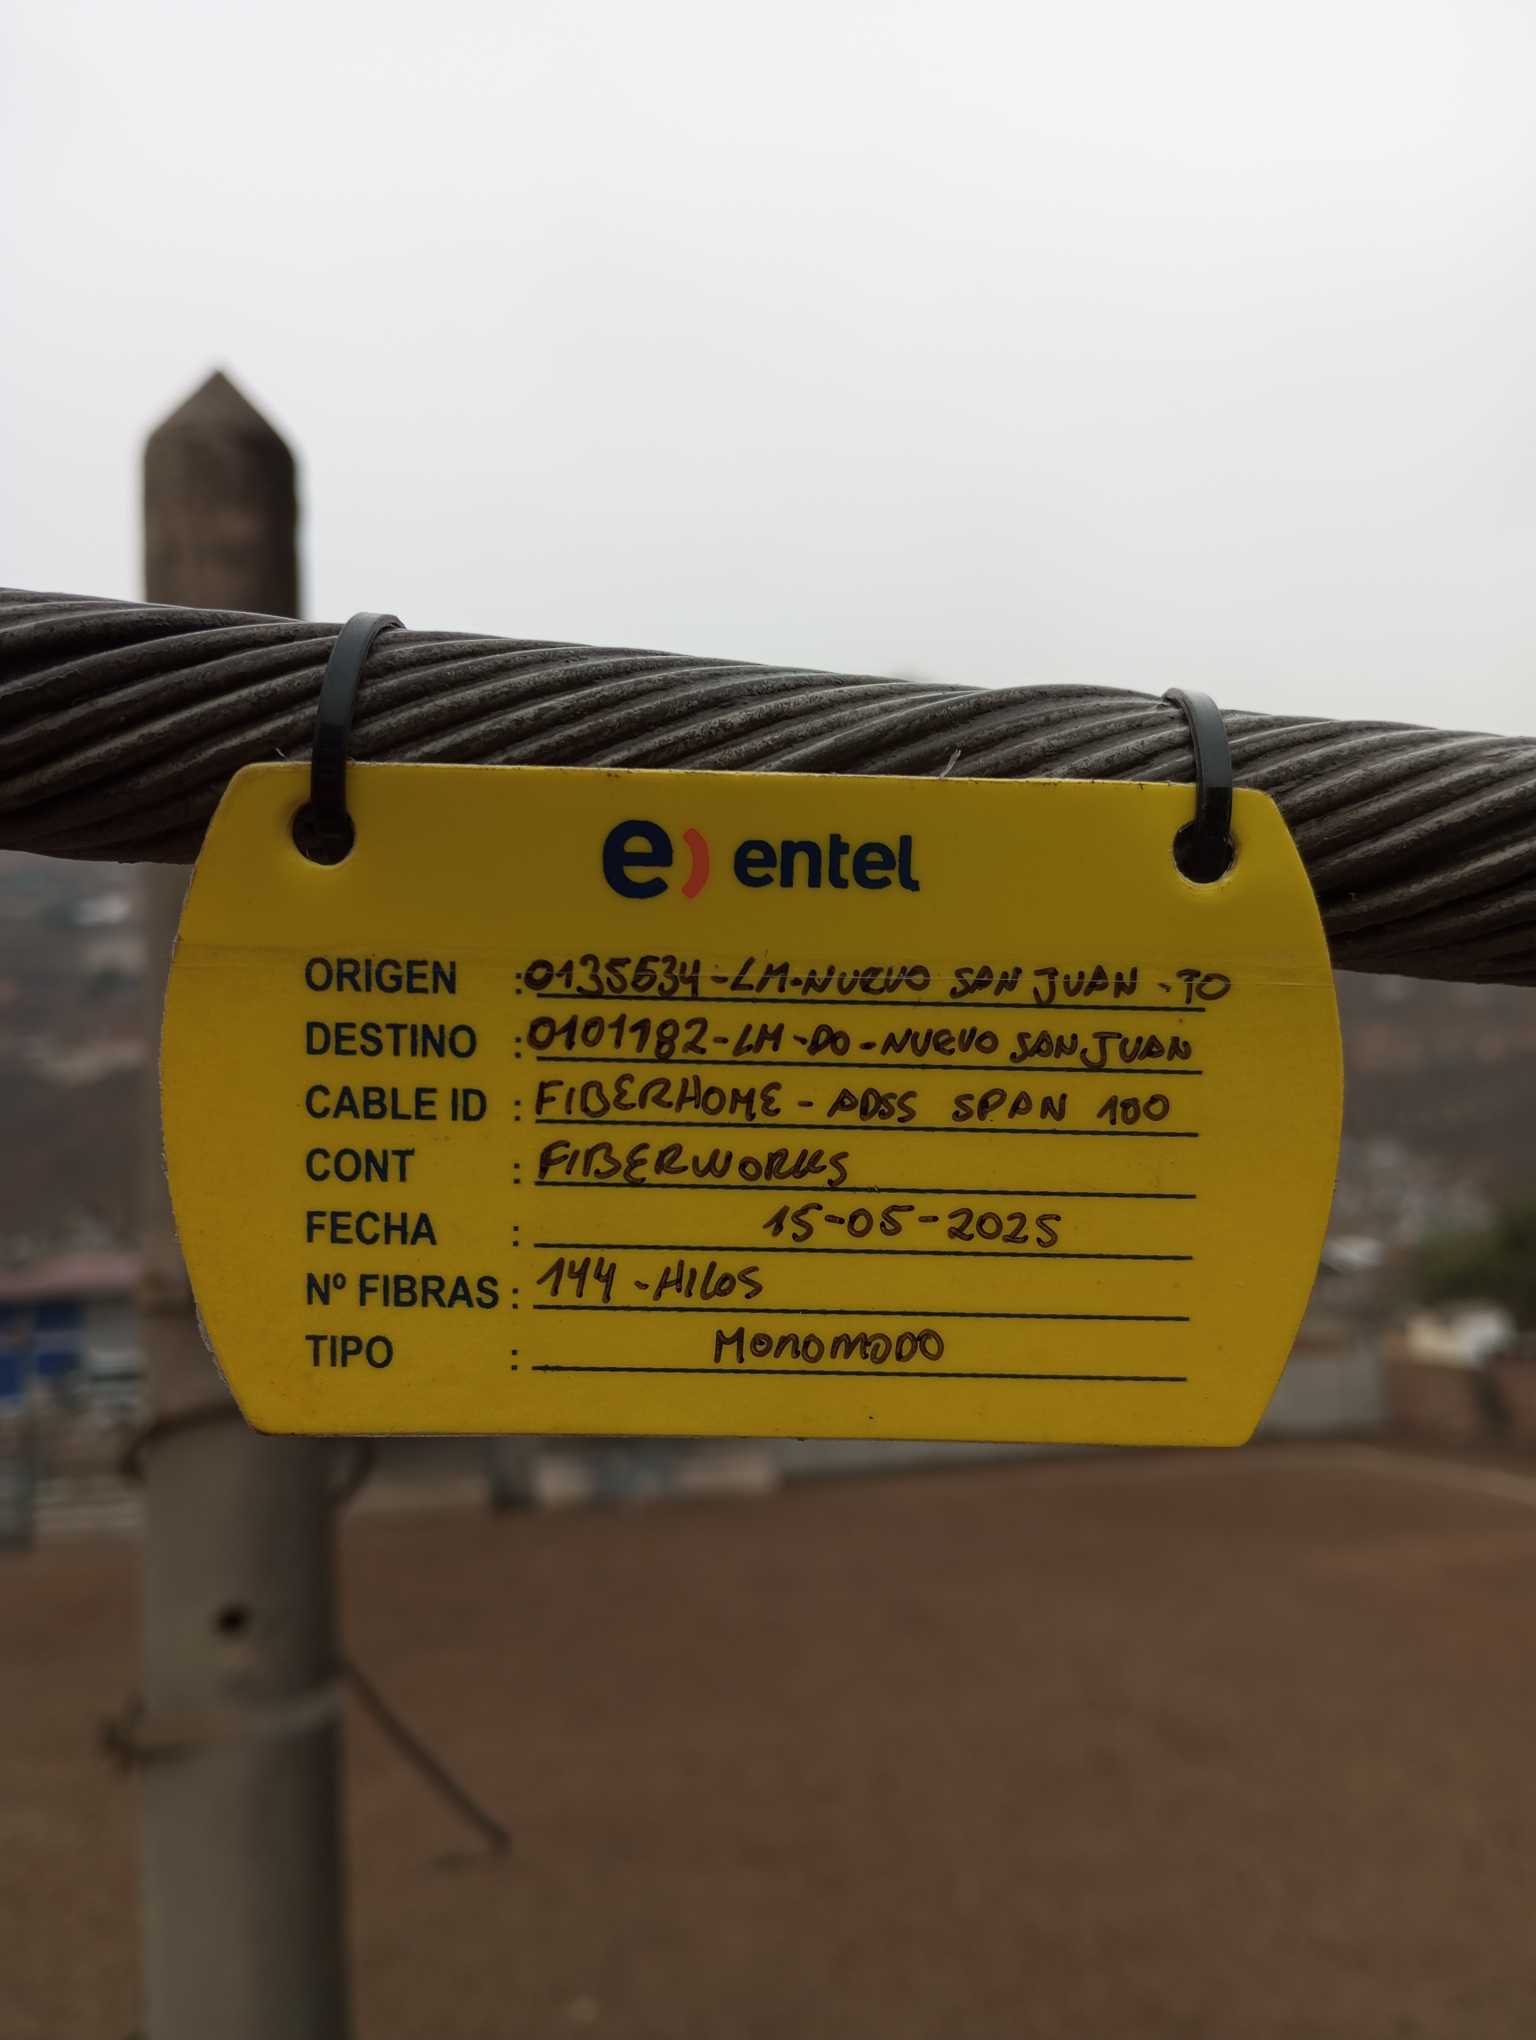 e) entel
ORIGEN : 0135534-LM-NUEVO SAN JUAN - TO
DESTINO : 0101182-LM-DO-NUEVO SAN JUAN
CABLE ID : FIBERHOME - ADSS SPAN 100
CONT : FIBERWORKS
FECHA : 15-05-2025
Nº FIBRAS : 144 - HILOS
TIPO : MONOMODO